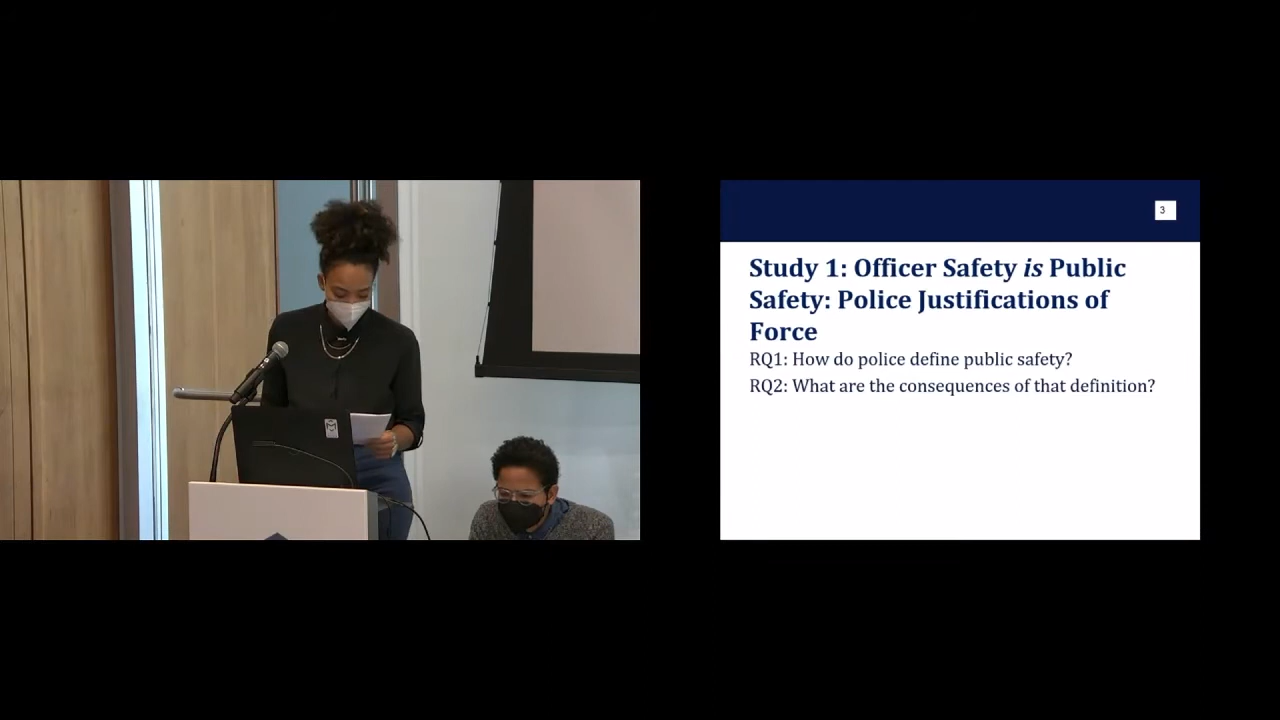 3
Study 1: Officer Safety is Public
Safety: Police Justifications of
Force
RQ1: How do police define public safety?
RQ2: What are the consequences of that definition?